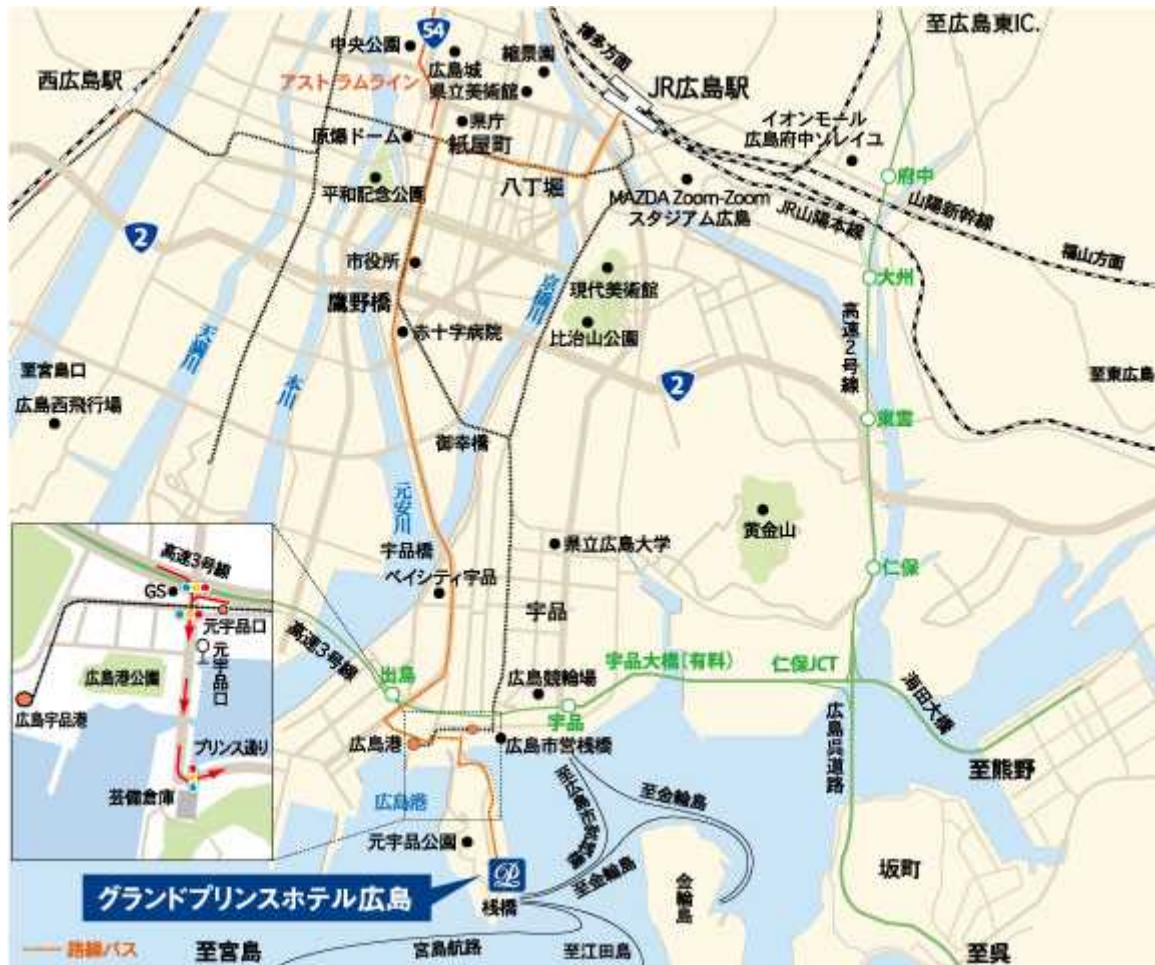 54
中央公園
広島城
縮景園
博多方面
至広島東IC.
西広島駅
アストラムライン
県立美術館
JR広島駅
イオンモール
広島府中ソレイユ
県庁
原爆ドーム
紙屋町
八丁堀
平和記念公園
MAZDA Zoom-Zoom
スタジアム広島
府中
山陽新幹線
JR山陽本線
福山方面
2
市役所
鷹野橋
京橋川
現代美術館
大州
赤十字病院
比治山公園
高速2号線
天満川
本川
至宮島口
広島西飛行場
2
至東広島
東雲
御幸橋
元安川
黄金山
宇品橋
県立広島大学
ベイシティ宇品
仁保
高速3号線
GS
元宇品口
元宇品口
広島港公園
広島宇品港
プリンス通り
芸備倉庫
宇品
高速3号線
出島
宇品大橋(有料)
仁保JCT
広島競輪場
宇品
海田大橋
広島港
広島市営桟橋
広島呉道路
至熊野
広島港
至金輪島
元宇品公園
至金輪島
金輪島
坂町
グランドプリンスホテル広島
桟橋
路線バス
至宮島
宮島航路
至江田島
至呉